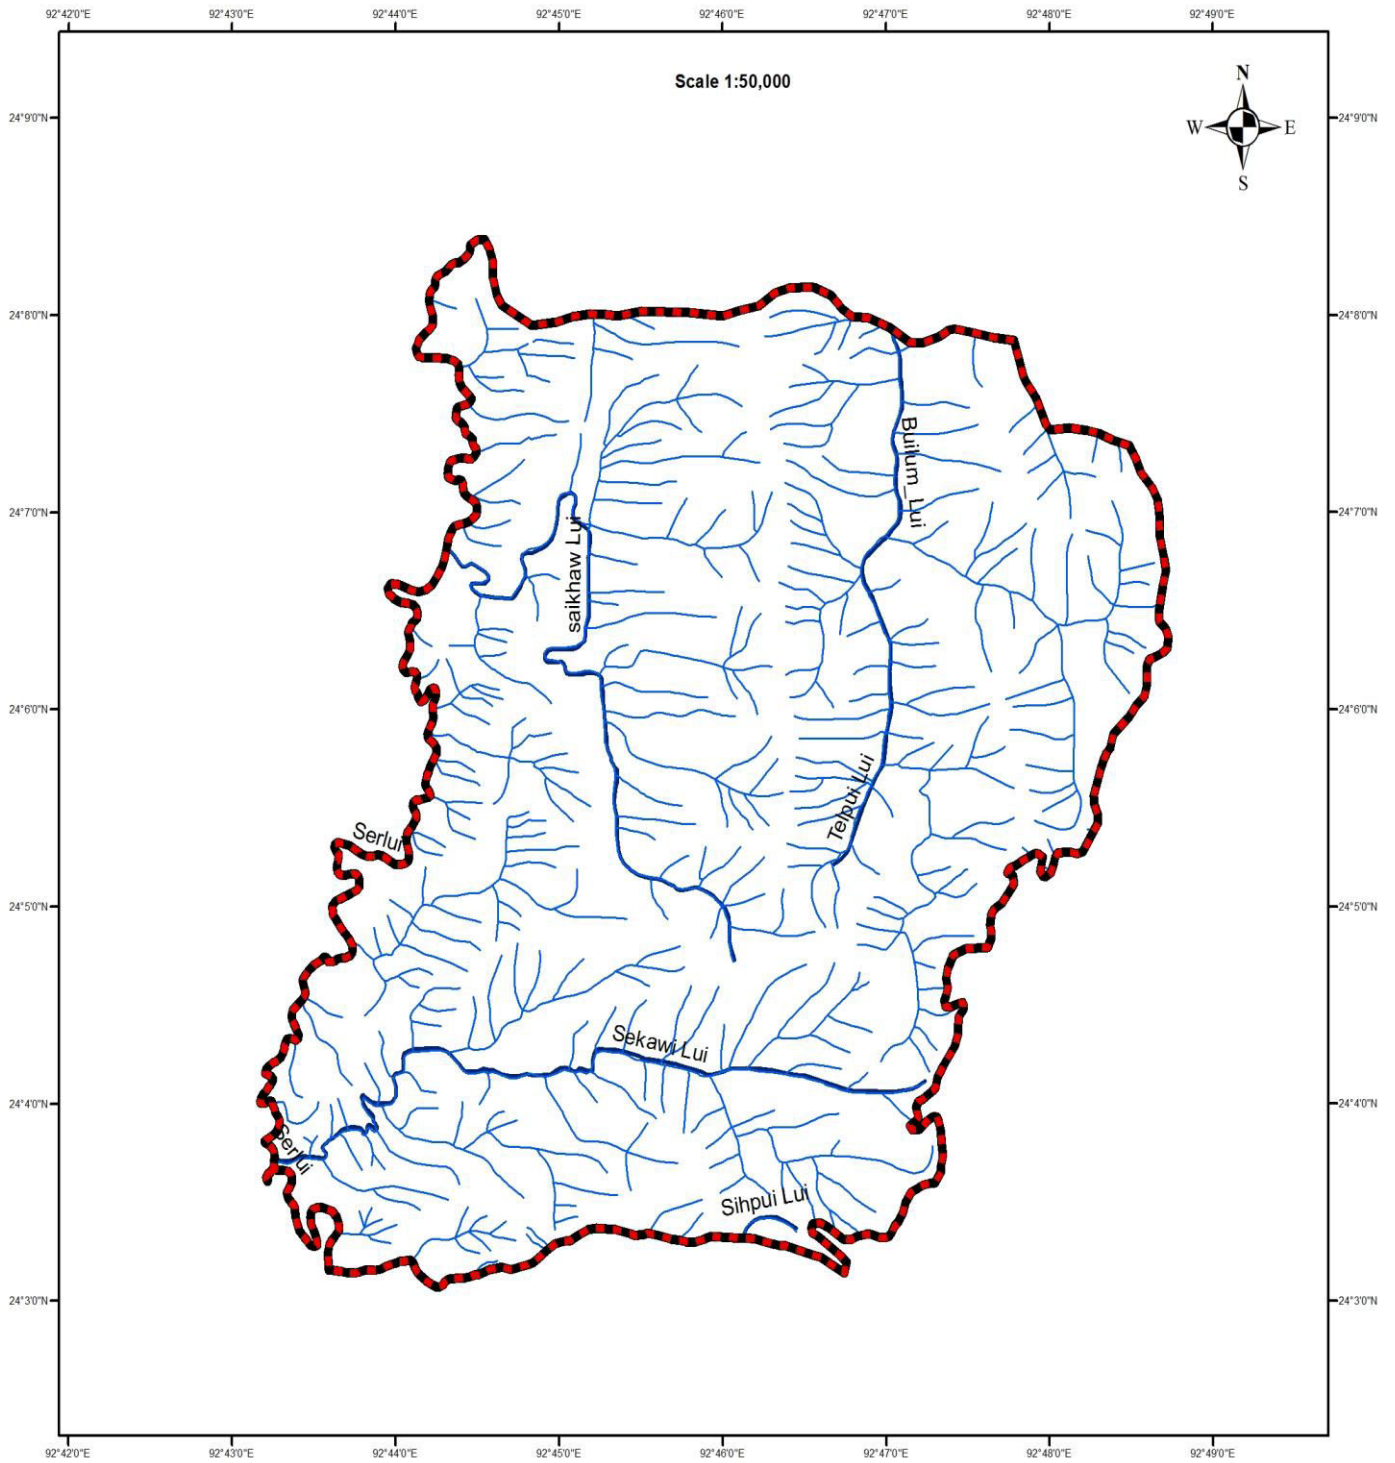 92°42'0"E 92°43'0"E 92°44'0"E 92°45'0"E 92°46'0"E 92°47'0"E 92°48'0"E 92°49'0"E
Scale 1:50,000
N
W E
S
24°9'0"N 24°9'0"N
24°8'0"N 24°8'0"N
Builum_Lui
24°7'0"N 24°7'0"N
saikhaw Lui
24°6'0"N 24°6'0"N
Telpui Lui
Serlui
24°5'0"N 24°5'0"N
Sekawi Lui
24°4'0"N 24°4'0"N
Serlui
Sihpui Lui
24°3'0"N 24°3'0"N
92°42'0"E 92°43'0"E 92°44'0"E 92°45'0"E 92°46'0"E 92°47'0"E 92°48'0"E 92°49'0"E